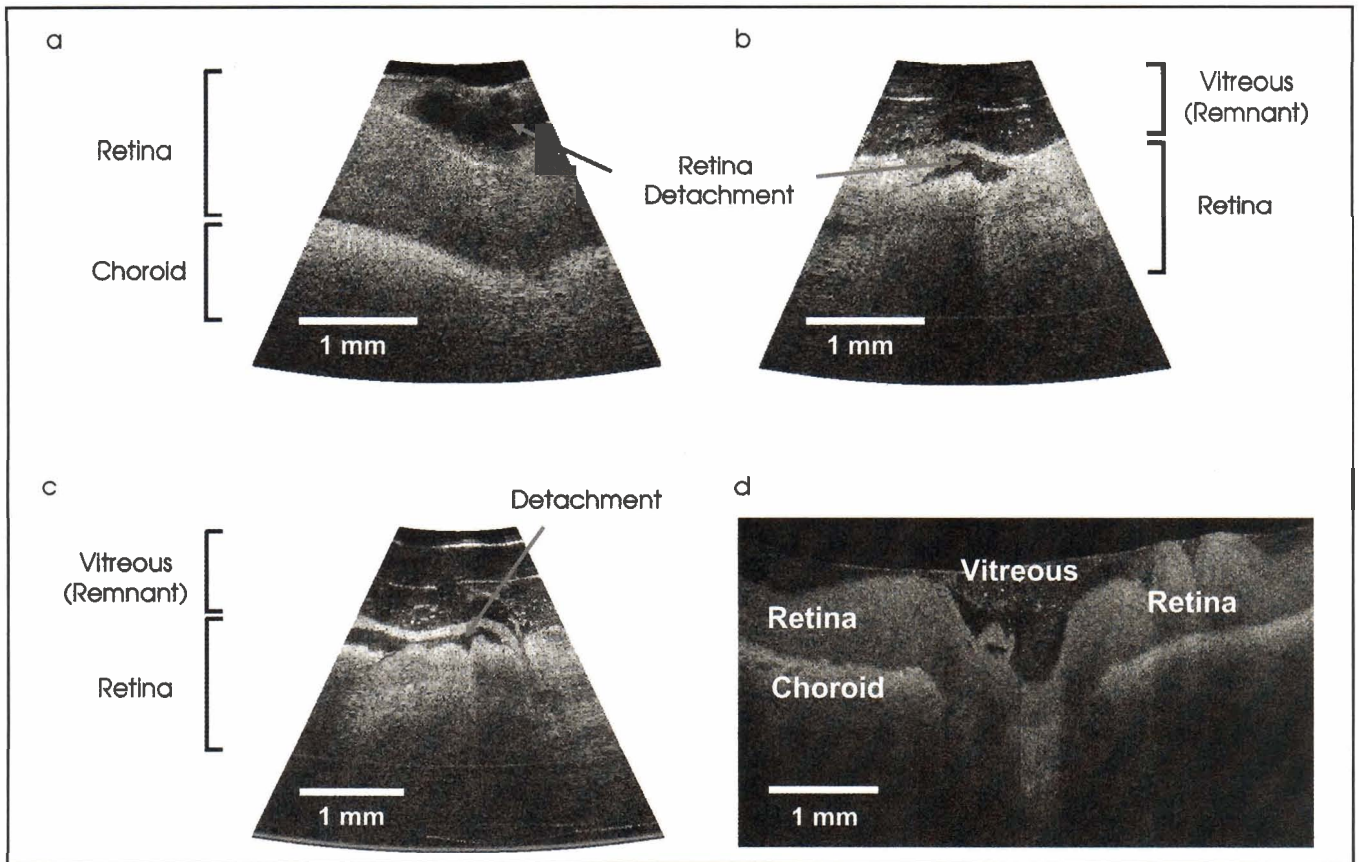 a
Retina
Choroid
1 mm
b
Vitreous
(Remnant)
Retina
Retina
Detachment
1 mm
c
Detachment
Vitreous
(Remnant)
Retina
1 mm
d
Vitreous
Retina
Retina
Choroid
1 mm